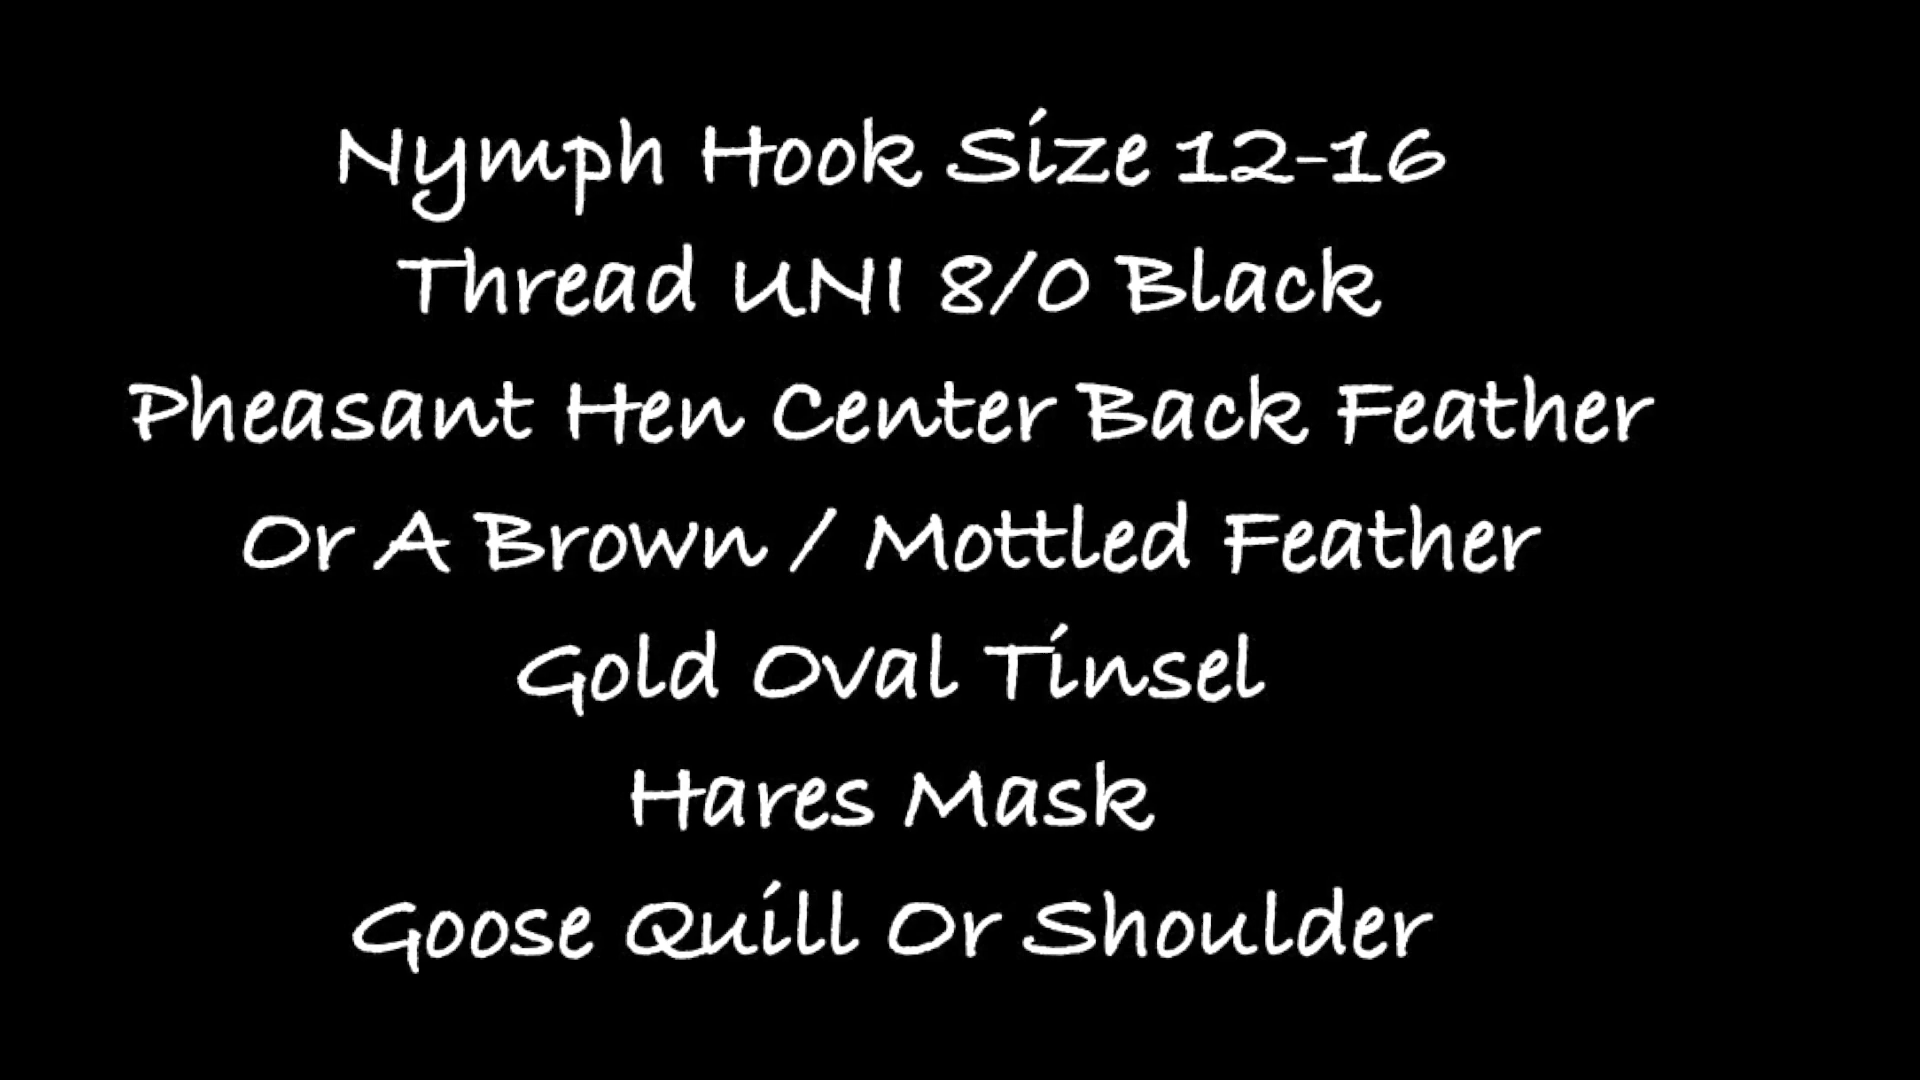 Nymph Hook Size 12-16
Thread UNI 8/0 Black
Pheasant Hen Center Back Feather
Or A Brown / Mottled Feather
Gold Oval Tinsel
Hares Mask
Goose Quill Or Shoulder